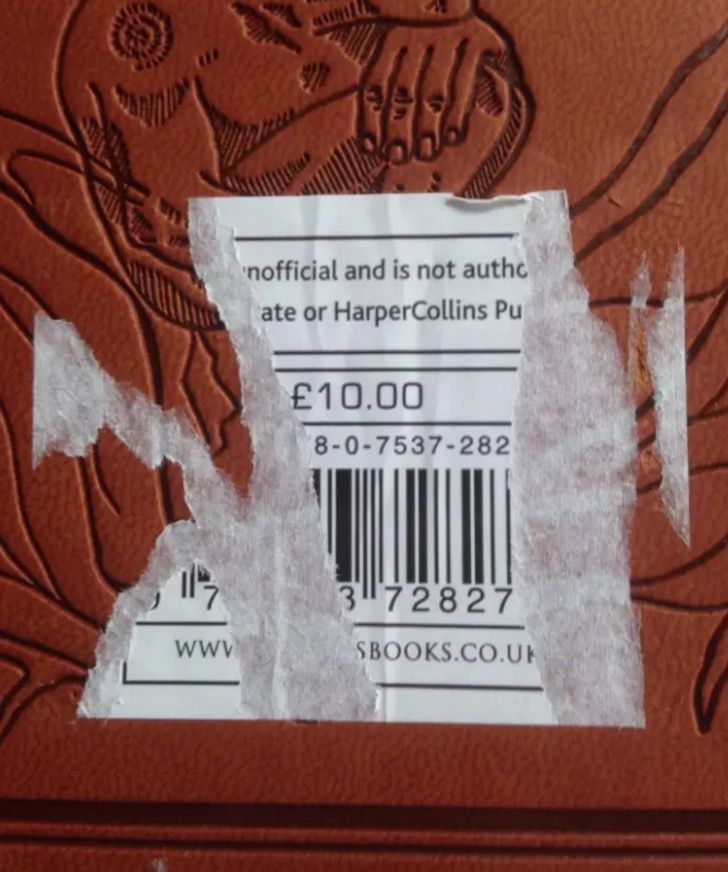 nofficial and is not autho
ate or HarperCollins Pu
£10.00
8-0-7537-282
7 3 72827
WWW SBOOKS.CO.UK